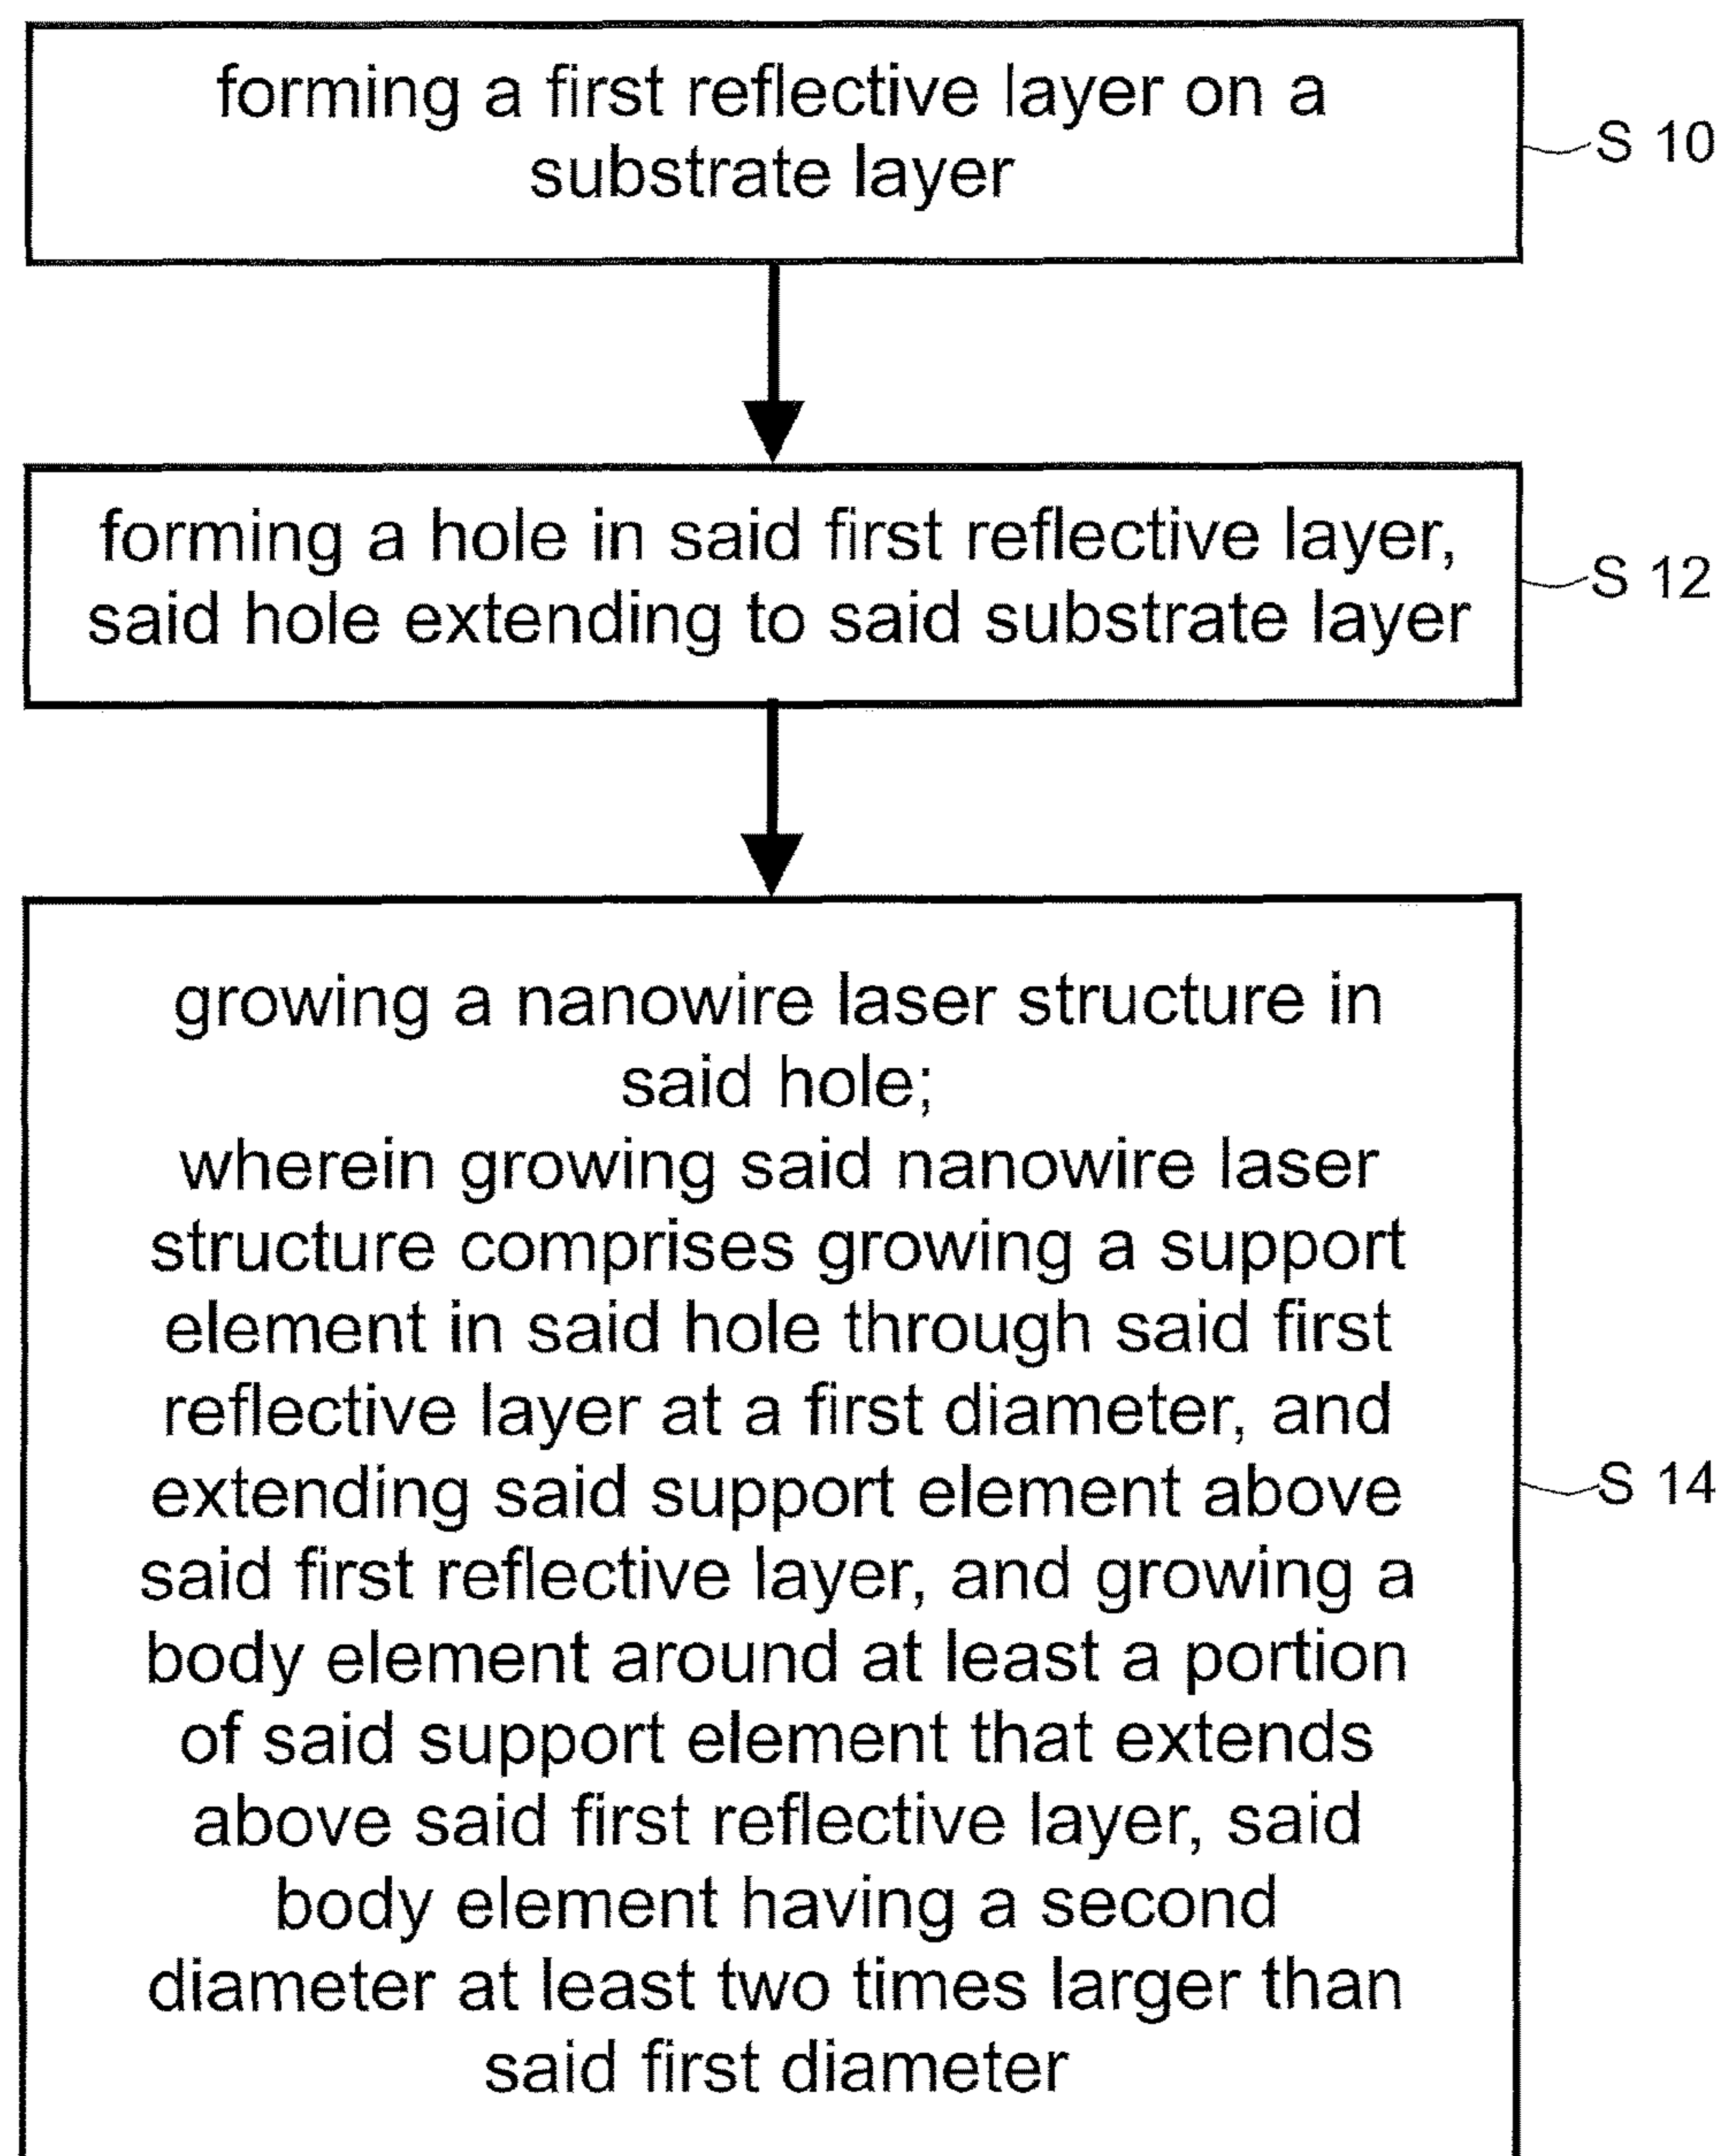 forming a first reflective layer on a
substrate layer
S 10
forming a hole in said first reflective layer,
said hole extending to said substrate layer
S 12
growing a nanowire laser structure in
said hole;
wherein growing said nanowire laser
structure comprises growing a support
element in said hole through said first
reflective layer at a first diameter, and
extending said support element above
said first reflective layer, and growing a
body element around at least a portion
of said support element that extends
above said first reflective layer, said
body element having a second
diameter at least two times larger than
said first diameter
S 14